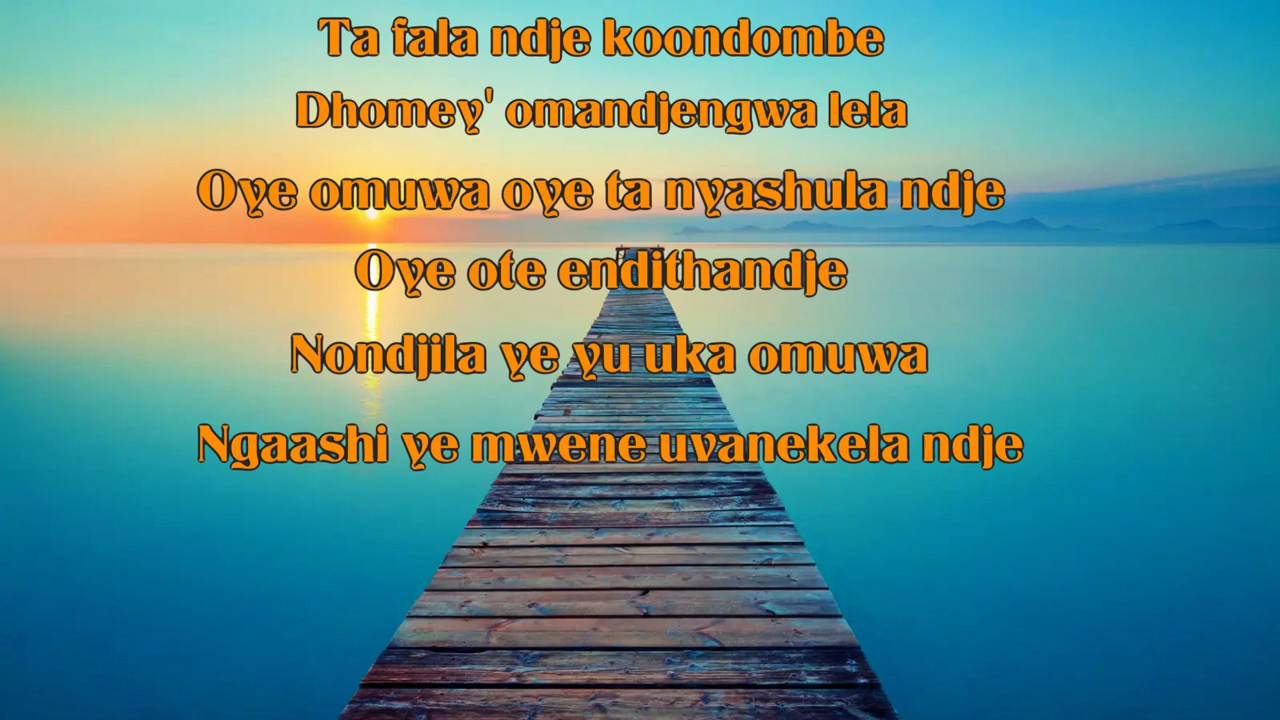 Ta fala ndje koondombe
Dhomey' omandjengwa lela
Oye omuwa oye ta nyashula ndje
Oye ote endithandje
Nondjila ye yu uka omuwa
Ngaashi ye mwene uvanekela ndje